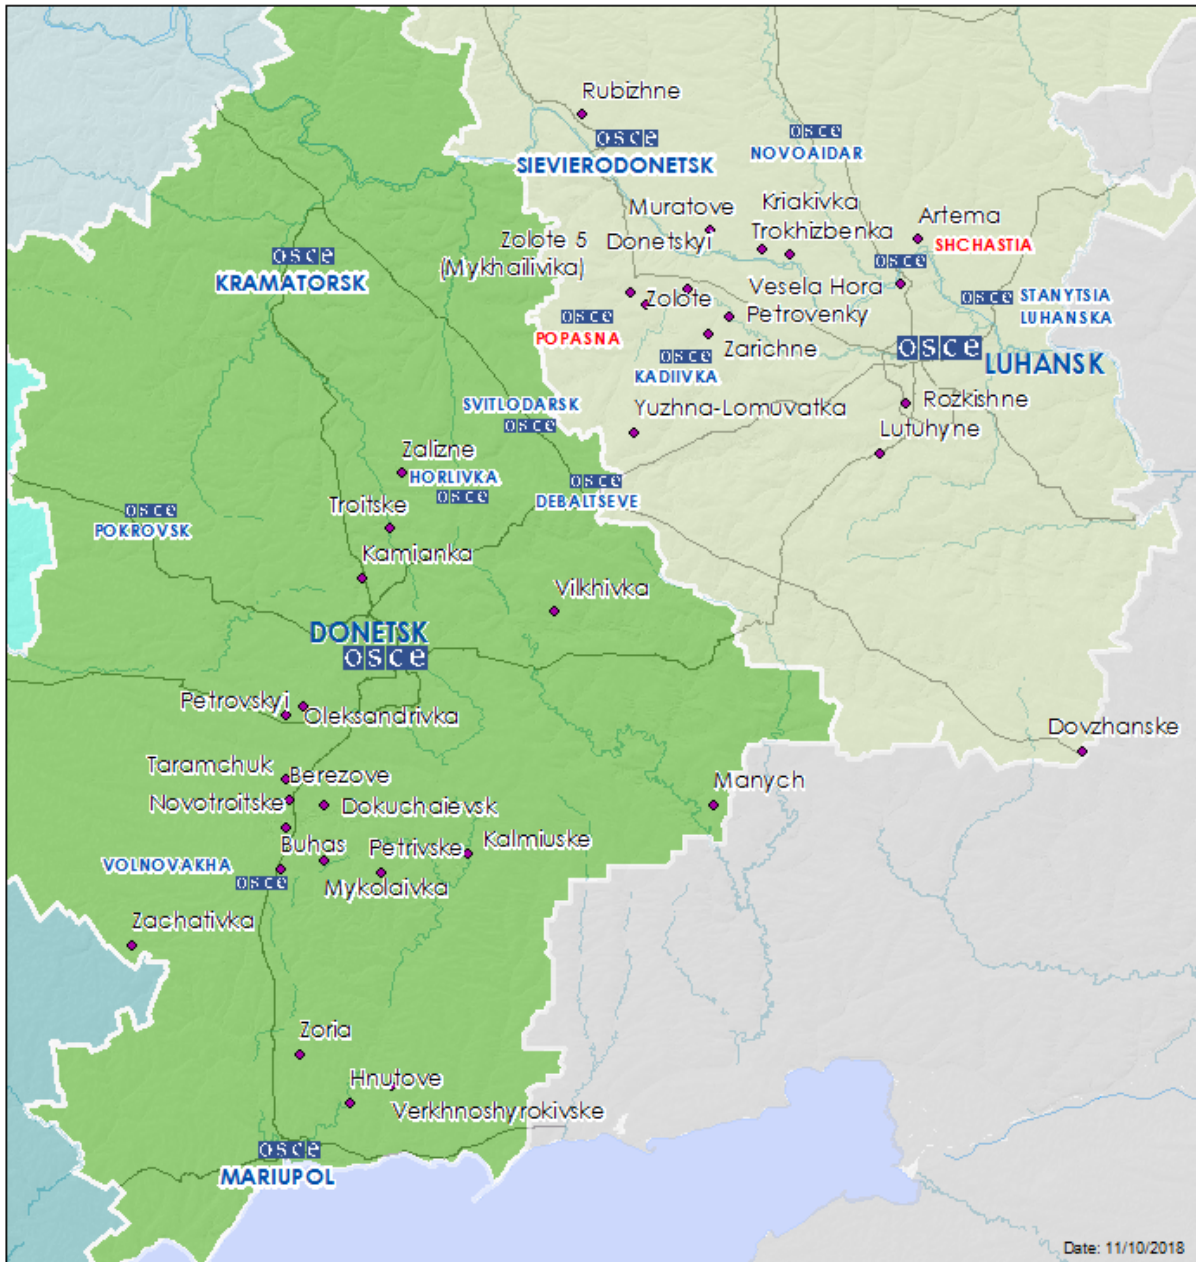 Rubizhne
osce
SIEVIERODONETSK
osce
NOVOAIDAR
Muratove
Kriakivka
Zolote 5
(Mykhailivika)
Donetskyi
Trokhizbenka
Artema
SHCHASTIA
osce
KRAMATORSK
osce
Vesela Hora
osce
STANYTSIA
LUHANSKA
Zolote
Petrovenky
osce
POPASNA
Zarichne
osce
LUHANSK
osce
KADIIVKA
Yuzhna-Lomuvatka
Rozkishne
Lutuhyne
SVITLODARSK
osce
Zalizne
HORLIVKA
osce
osce
DEBALTSEVE
Troitske
osce
POKROVSK
Kamianka
Vilkhivka
DONETSK
osce
Petrovskyi
Oleksandrivka
Dovzhanske
Taramchuk
Berezove
Manych
Novotroitske
Dokuchaievsk
Buhas
Petrivske
Kalmiuske
VOLNOVAKHA
osce
Mykolaivka
Zachativka
Zoria
Hnutove
Verkhnoshyrokivske
osce
MARIUPOL
Date: 11/10/2018